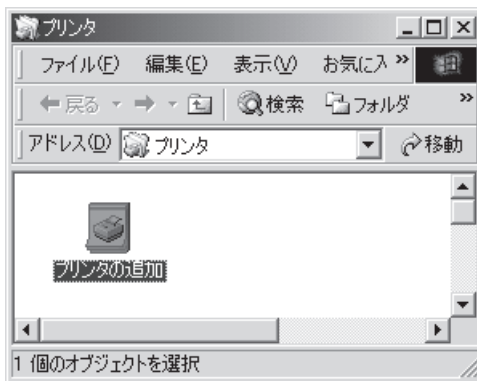 プリンタ
ファイル(F) 編集(E) 表示(V) お気に入 »
戻る 検索 フォルダ »
アドレス(D) プリンタ 移動
プリンタの追加
1 個のオブジェクトを選択